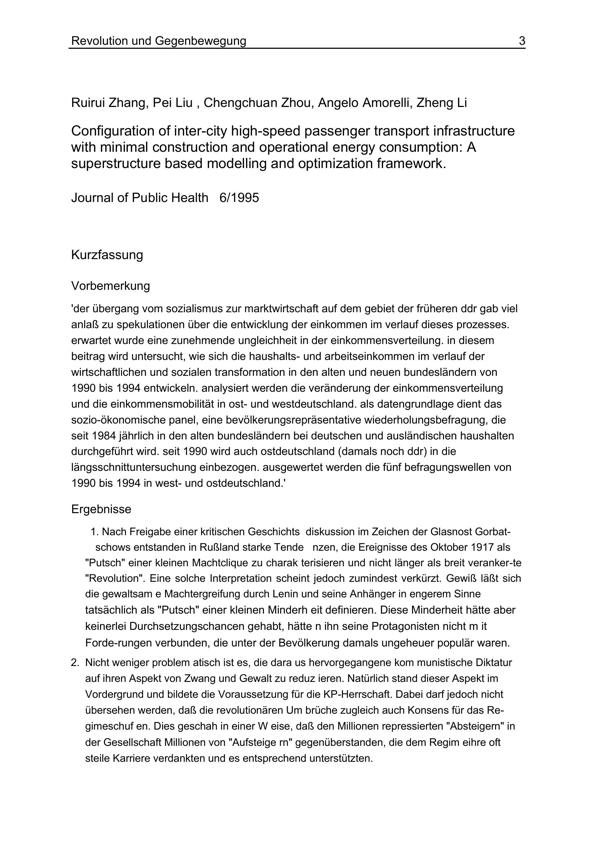 Revolution und Gegenbewegung 3
Ruirui Zhang, Pei Liu , Chengchuan Zhou, Angelo Amorelli, Zheng Li
Configuration of inter-city high-speed passenger transport infrastructure
with minimal construction and operational energy consumption: A
superstructure based modelling and optimization framework.
Journal of Public Health 6/1995
Kurzfassung
Vorbemerkung
'der übergang vom sozialismus zur marktwirtschaft auf dem gebiet der früheren ddr gab viel
anlaß zu spekulationen über die entwicklung der einkommen im verlauf dieses prozesses.
erwartet wurde eine zunehmende ungleichheit in der einkommensverteilung. in diesem
beitrag wird untersucht, wie sich die haushalts- und arbeitseinkommen im verlauf der
wirtschaftlichen und sozialen transformation in den alten und neuen bundesländern von
1990 bis 1994 entwickeln. analysiert werden die veränderung der einkommensverteilung
und die einkommensmobilität in ost- und westdeutschland. als datengrundlage dient das
sozio-ökonomische panel, eine bevölkerungsrepräsentative wiederholungsbefragung, die
seit 1984 jährlich in den alten bundesländern bei deutschen und ausländischen haushalten
durchgeführt wird. seit 1990 wird auch ostdeutschland (damals noch ddr) in die
längsschnittuntersuchung einbezogen. ausgewertet werden die fünf befragungswellen von
1990 bis 1994 in west- und ostdeutschland.'
Ergebnisse
1. Nach Freigabe einer kritischen Geschichts diskussion im Zeichen der Glasnost Gorbat-
schows entstanden in Rußland starke Tende nzen, die Ereignisse des Oktober 1917 als
"Putsch" einer kleinen Machtclique zu charak terisieren und nicht länger als breit veranker-te
"Revolution". Eine solche Interpretation scheint jedoch zumindest verkürzt. Gewiß läßt sich
die gewaltsam e Machtergreifung durch Lenin und seine Anhänger in engerem Sinne
tatsächlich als "Putsch" einer kleinen Minderh eit definieren. Diese Minderheit hätte aber
keinerlei Durchsetzungschancen gehabt, hätte n ihn seine Protagonisten nicht m it
Forde-rungen verbunden, die unter der Bevölkerung damals ungeheuer populär waren.
2. Nicht weniger problem atisch ist es, die dara us hervorgegangene kom munistische Diktatur
auf ihren Aspekt von Zwang und Gewalt zu reduz ieren. Natürlich stand dieser Aspekt im
Vordergrund und bildete die Voraussetzung für die KP-Herrschaft. Dabei darf jedoch nicht
übersehen werden, daß die revolutionären Um brüche zugleich auch Konsens für das Re-
gimeschuf en. Dies geschah in einer W eise, daß den Millionen repressierten "Absteigern" in
der Gesellschaft Millionen von "Aufsteige rn" gegenüberstanden, die dem Regim eihre oft
steile Karriere verdankten und es entsprechend unterstützten.